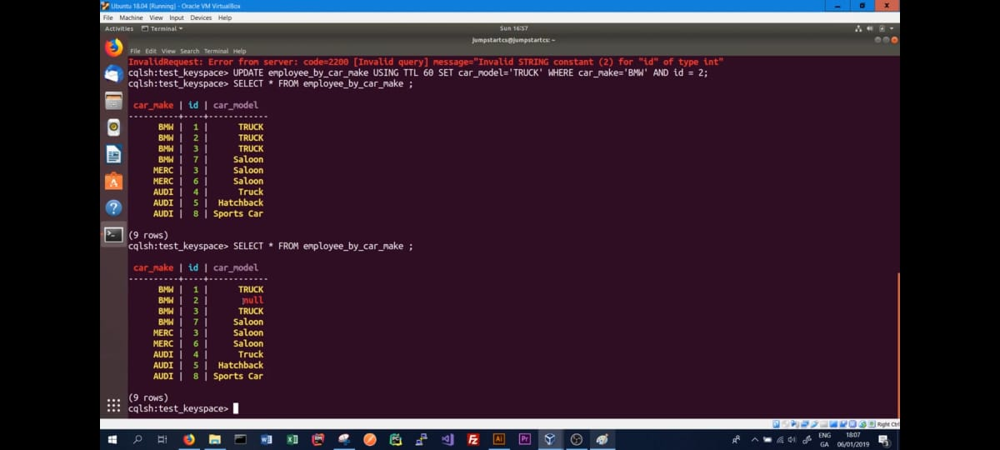 Ubuntu 18.04 [Running] - Oracle VM VirtualBox
File Machine View Input Devices Help
Activities Terminal Sun 16:57
jumpstartcs@jumpstartcs: ~
File Edit View Search Terminal Help
InvalidRequest: Error from server: code=2200 [Invalid query] message="Invalid STRING constant (2) for "id" of type int"
cqlsh:test_keyspace> UPDATE employee_by_car_make USING TTL 60 SET car_model='TRUCK' WHERE car_make='BMW' AND id = 2;
cqlsh:test_keyspace> SELECT * FROM employee_by_car_make ;
car_make | id | car_model
----------+----+------------
BMW | 1 | TRUCK
BMW | 2 | TRUCK
BMW | 3 | TRUCK
BMW | 7 | Saloon
MERC | 3 | Saloon
MERC | 6 | Saloon
AUDI | 4 | Truck
AUDI | 5 | Hatchback
AUDI | 8 | Sports Car
(9 rows)
cqlsh:test_keyspace> SELECT * FROM employee_by_car_make ;
car_make | id | car_model
----------+----+------------
BMW | 1 | TRUCK
BMW | 2 | null
BMW | 3 | TRUCK
BMW | 7 | Saloon
MERC | 3 | Saloon
MERC | 6 | Saloon
AUDI | 4 | Truck
AUDI | 5 | Hatchback
AUDI | 8 | Sports Car
(9 rows)
cqlsh:test_keyspace>
Right Ctrl
ENG 18:07
GA 06/01/2019